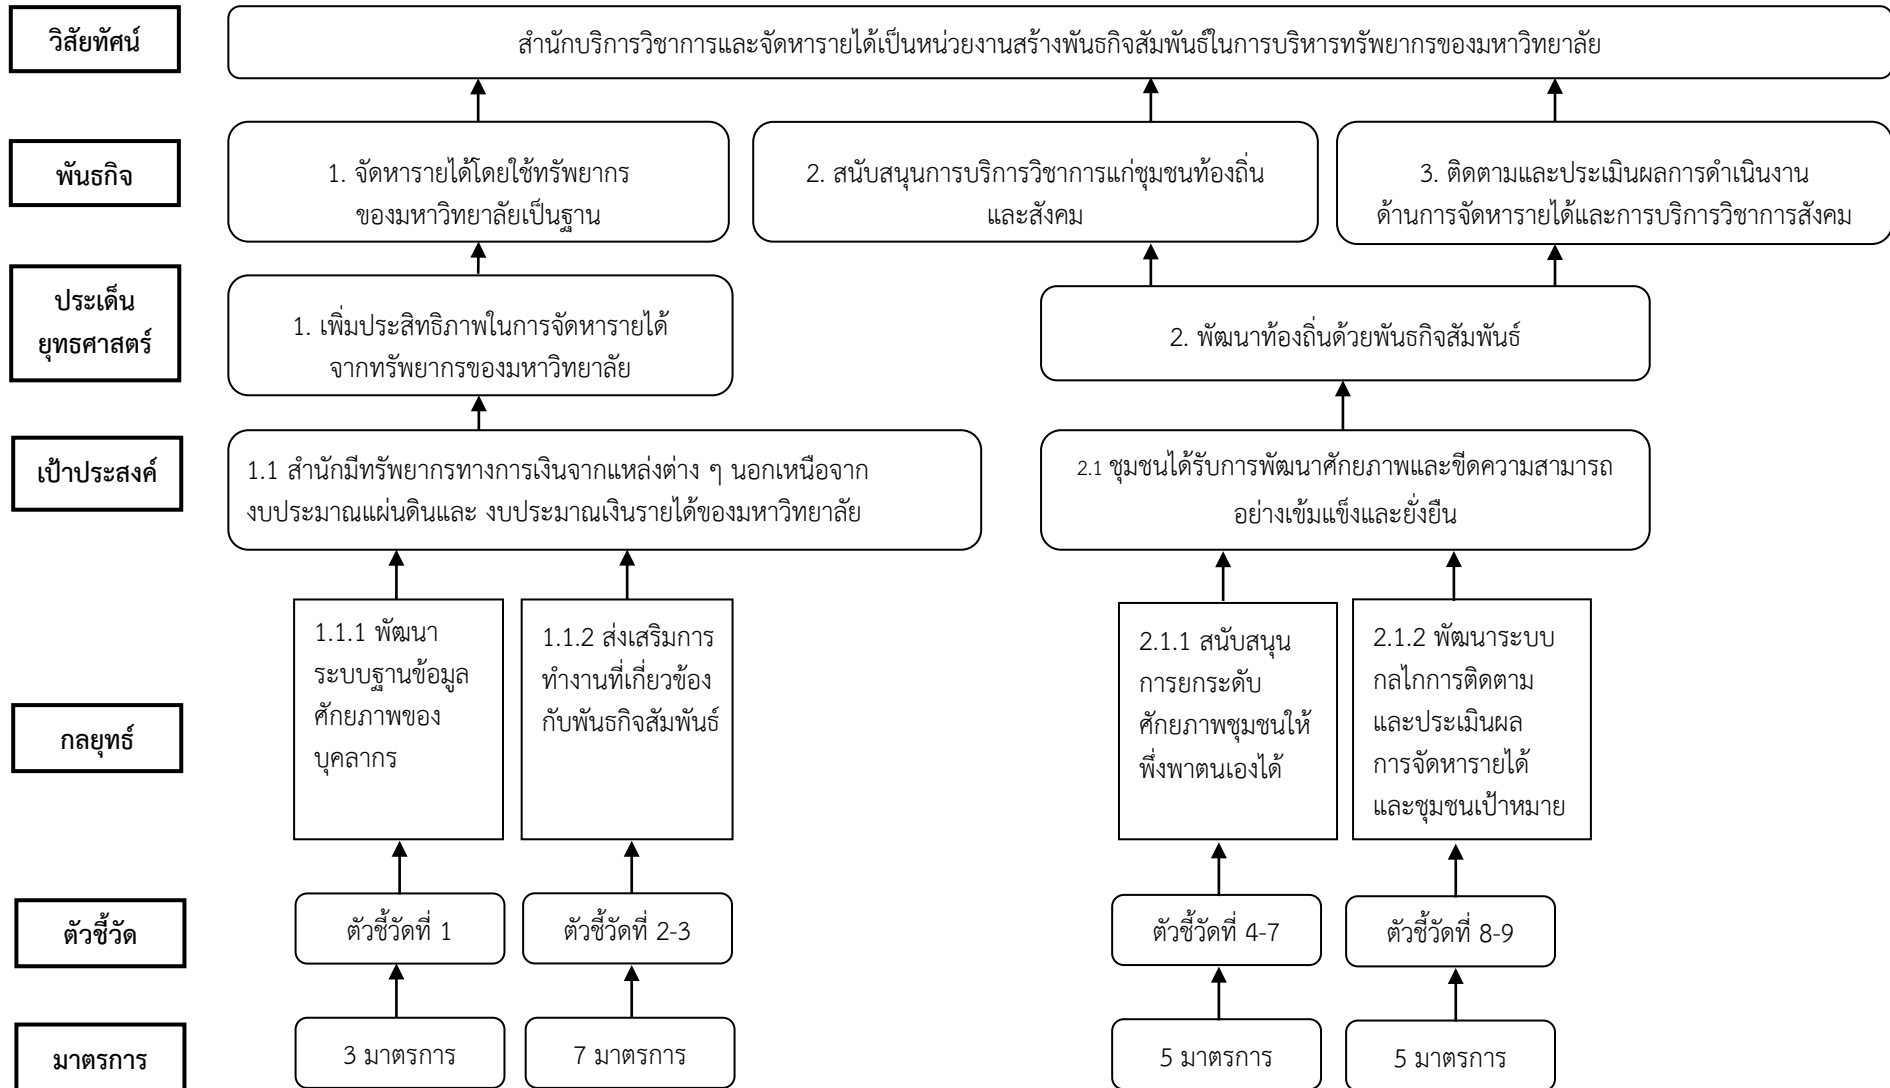 วิสัยทัศน์
สำนักบริการวิชาการและจัดหารายได้เป็นหน่วยงานสร้างพันธกิจสัมพันธ์ในการบริหารทรัพยากรของมหาวิทยาลัย
พันธกิจ
1. จัดหารายได้โดยใช้ทรัพยากร
ของมหาวิทยาลัยเป็นฐาน
2. สนับสนุนการบริการวิชาการแก่ชุมชนท้องถิ่น
และสังคม
3. ติดตามและประเมินผลการดำเนินงาน
ด้านการจัดหารายได้และการบริการวิชาการสังคม
ประเด็น
ยุทธศาสตร์
1. เพิ่มประสิทธิภาพในการจัดหารายได้
จากทรัพยากรของมหาวิทยาลัย
2. พัฒนาท้องถิ่นด้วยพันธกิจสัมพันธ์
เป้าประสงค์
1.1 สำนักมีทรัพยากรทางการเงินจากแหล่งต่าง ๆ นอกเหนือจาก
งบประมาณแผ่นดินและ งบประมาณเงินรายได้ของมหาวิทยาลัย
2.1 ชุมชนได้รับการพัฒนาศักยภาพและขีดความสามารถ
อย่างเข้มแข็งและยั่งยืน
กลยุทธ์
1.1.1 พัฒนา
ระบบฐานข้อมูล
ศักยภาพของ
บุคลากร
1.1.2 ส่งเสริมการ
ทำงานที่เกี่ยวข้อง
กับพันธกิจสัมพันธ์
2.1.1 สนับสนุน
การยกระดับ
ศักยภาพชุมชนให้
พึ่งพาตนเองได้
2.1.2 พัฒนาระบบ
กลไกการติดตาม
และประเมินผล
การจัดหารายได้
และชุมชนเป้าหมาย
ตัวชี้วัด
ตัวชี้วัดที่ 1
ตัวชี้วัดที่ 2-3
ตัวชี้วัดที่ 4-7
ตัวชี้วัดที่ 8-9
มาตรการ
3 มาตรการ
7 มาตรการ
5 มาตรการ
5 มาตรการ